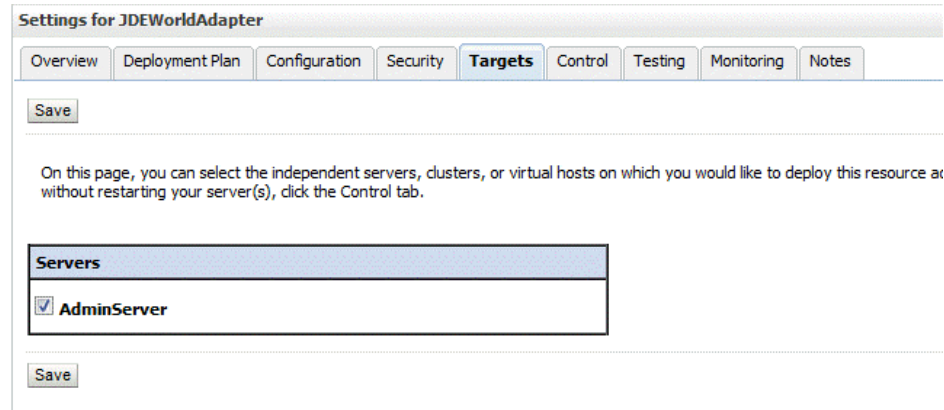 Settings for JDEWorldAdapter
Overview Deployment Plan Configuration Security Targets Control Testing Monitoring Notes
Save
On this page, you can select the independent servers, clusters, or virtual hosts on which you would like to deploy this resource
without restarting your server(s), click the Control tab.
Servers
AdminServer
Save